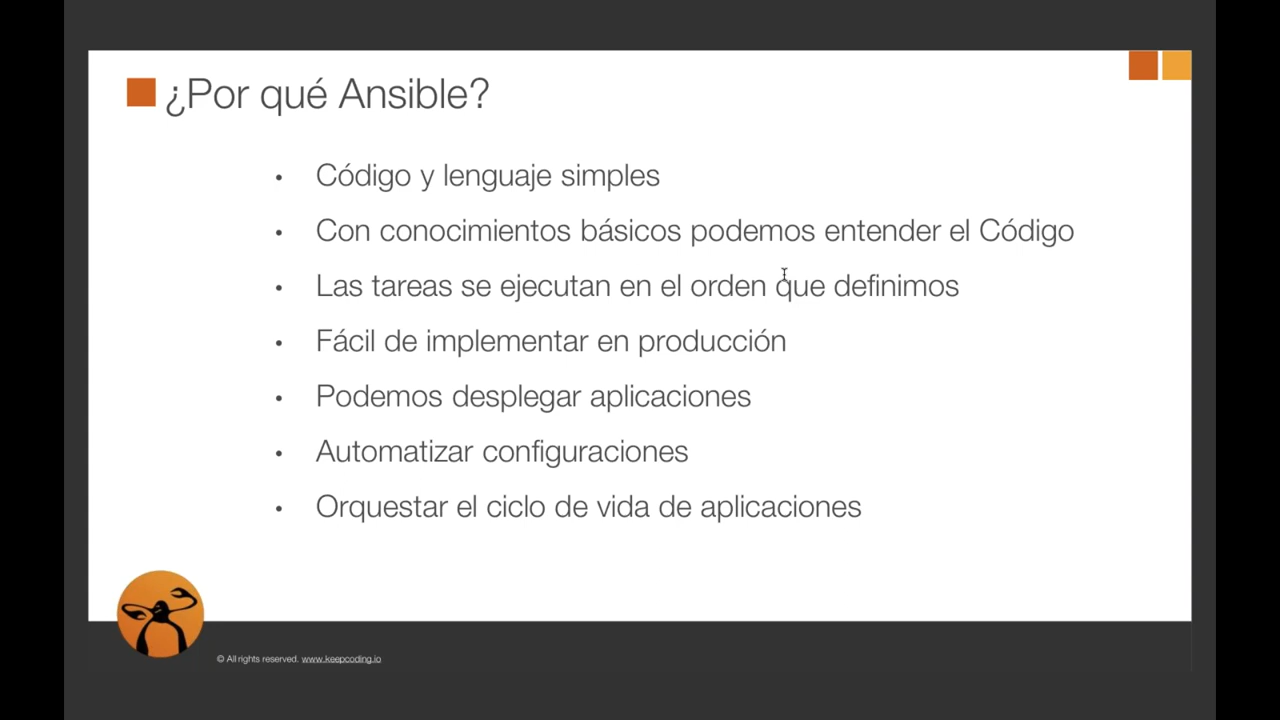 ¿Por qué Ansible?
• Código y lenguaje simples
• Con conocimientos básicos podemos entender el Código
• Las tareas se ejecutan en el orden que definimos
• Fácil de implementar en producción
• Podemos desplegar aplicaciones
• Automatizar configuraciones
• Orquestar el ciclo de vida de aplicaciones
© All rights reserved. www.keepcoding.io